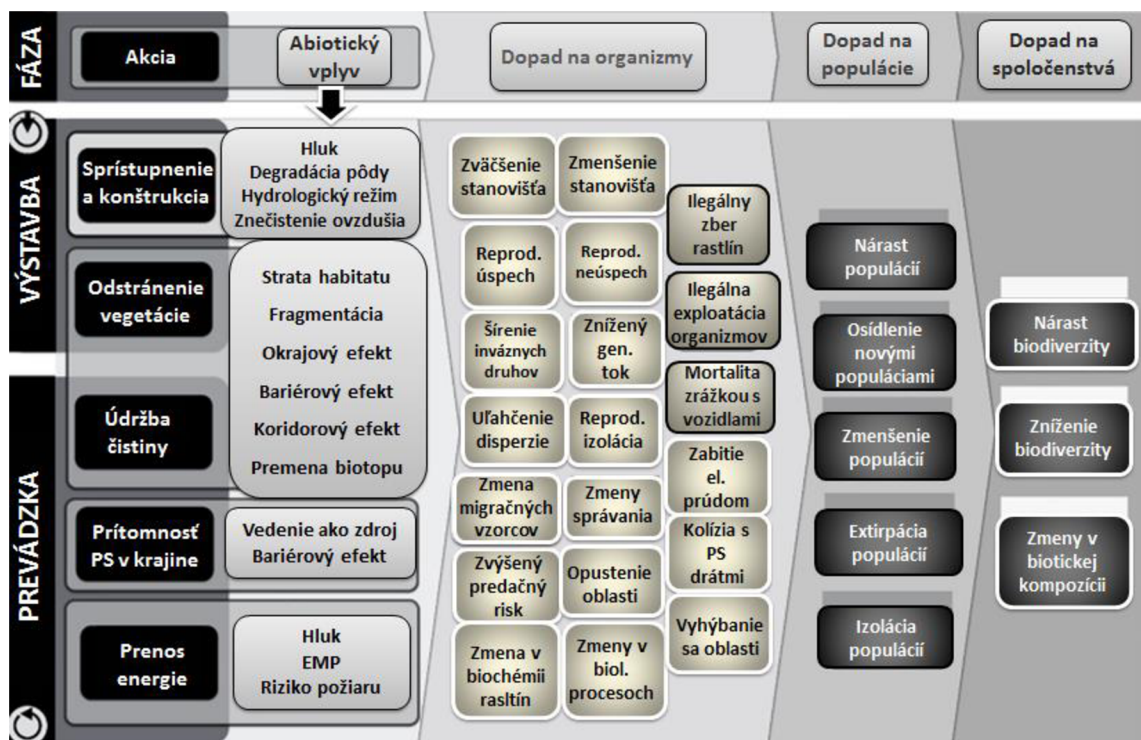 FÁZA
Akcia
Abiotický
vplyv
Dopad na organizmy
Dopad na
populácie
Dopad na
spoločenstvá
VÝSTAVBA
PREVÁDZKA
Sprístupnenie
a konštrukcia
Odstránenie
vegetácie
Údržba
čistiny
Prítomnosť
PS v krajine
Prenos
energie
Hluk
Degradácia pôdy
Hydrologický režim
Znečistenie ovzdušia
Strata habitatu
Fragmentácia
Okrajový efekt
Bariérový efekt
Koridorový efekt
Premena biotopu
Vedenie ako zdroj
Bariérový efekt
Hluk
EMP
Riziko požiaru
Zväčšenie
stanovišťa
Reprod.
úspech
Šírenie
inváznych
druhov
Uľahčenie
disperzie
Zmena
migračných
vzorcov
Zvýšený
predačný
risk
Zmena v
biochémii
rasltín
Zmenšenie
stanovišťa
Reprod.
neúspech
Znížený
gen.
tok
Reprod.
izolácia
Zmeny
správania
Opustenie
oblasti
Zmeny v
biol.
procesoch
Ilegálny
zber
rastlín
Ilegálna
exploatácia
organizmov
Mortalita
zrážkou s
vozidlami
Zabitie
el.
prúdom
Kolízia s
PS
drátmi
Vyhýbanie
sa oblasti
Nárast
populácií
Osídlenie
novými
populáciami
Zmenšenie
populácií
Extirpácia
populácií
Izolácia
populácií
Nárast
biodiverzity
Zníženie
biodiverzity
Zmeny v
biotickej
kompozícii